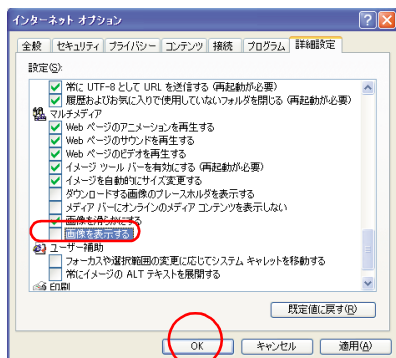 インターネット オプション
全般 セキュリティ プライバシー コンテンツ 接続 プログラム 詳細設定
設定(S):
常に UTF-8 として URL を送信する (再起動が必要)
履歴およびお気に入りで使用していないフォルダを閉じる (再起動が必要)
マルチメディア
Web ページのアニメーションを再生する
Web ページのサウンドを再生する
Web ページのビデオを再生する
イメージ ツール バーを有効にする (再起動が必要)
イメージを自動的にサイズ変更する
ダウンロードする画像のプレースホルダを表示する
メディア バーにオンラインのメディア コンテンツを表示しない
画像を滑らかにする
画像を表示する
ユーザー補助
フォーカスや選択範囲の変更に応じてシステム キャレットを移動する
常にイメージの ALT テキストを展開する
印刷
既定値に戻す(R)
OK キャンセル 適用(A)